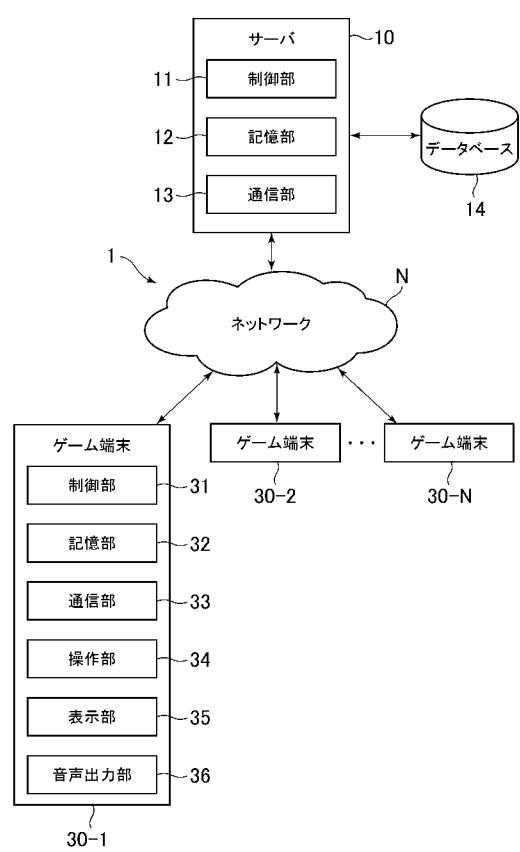 サーバ
10
11
制御部
12
記憶部
13
通信部
データベース
14
1
N
ネットワーク
ゲーム端末
制御部
31
記憶部
32
通信部
33
操作部
34
表示部
35
音声出力部
36
30-1
ゲーム端末
30-2
･･･
ゲーム端末
30-N